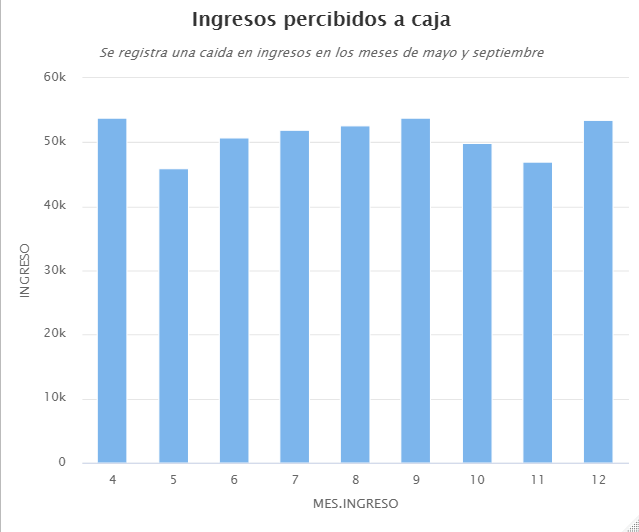 Ingresos percibidos a caja
Se registra una caida en ingresos en los meses de mayo y septiembre
60k
50k
40k
30k
20k
10k
0
INGRESO
4 5 6 7 8 9 10 11 12
MES.INGRESO